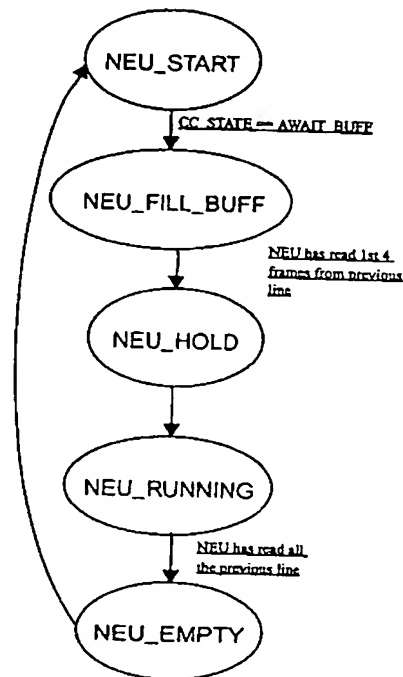 NEU_START
CC_STATE == AWAIT_BUFF
NEU_FILL_BUFF
NEU has read 1st 4
frames from previous
line
NEU_HOLD
NEU_RUNNING
NEU has read all
the previous line
NEU_EMPTY